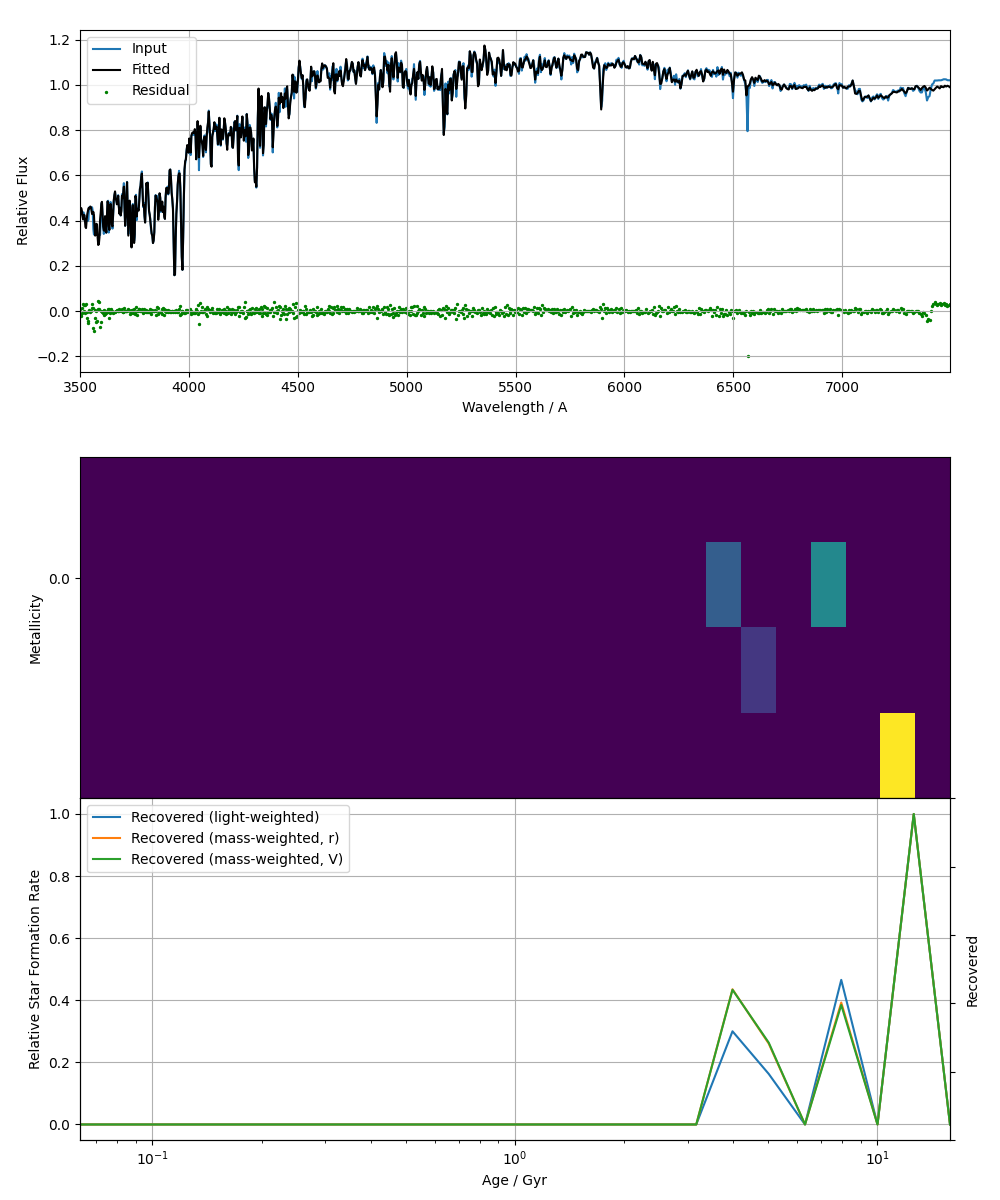 1.2
1.0
0.8
0.6
0.4
0.2
0.0
−0.2
Relative Flux
Input
Fitted
Residual
3500 4000 4500 5000 5500 6000 6500 7000
Wavelength / A
0.0
Metallicity
1.0
0.8
0.6
0.4
0.2
0.0
Relative Star Formation Rate
Recovered (light-weighted)
Recovered (mass-weighted, r)
Recovered (mass-weighted, V)
Recovered
10⁻¹ 10⁰ 10¹
Age / Gyr